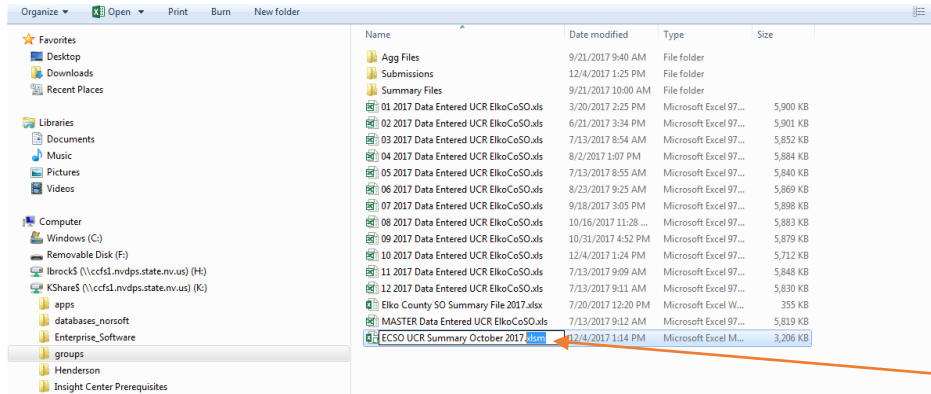 Organize Open Print Burn New folder
Favorites
Desktop
Downloads
Recent Places
Libraries
Documents
Music
Pictures
Videos
Computer
Windows (C:)
Removable Disk (F:)
lbrock$ (\\ccfs1.nvdps.state.nv.us) (H:)
KShare$ (\\ccfs1.nvdps.state.nv.us) (K:)
apps
databases_norsoft
Enterprise_Software
groups
Henderson
Insight Center Prerequisites
Name Date modified Type Size
Agg Files 9/21/2017 9:40 AM File folder
Submissions 12/4/2017 1:25 PM File folder
Summary Files 9/21/2017 10:00 AM File folder
01 2017 Data Entered UCR ElkoCoSO.xls 3/20/2017 2:25 PM Microsoft Excel 97... 5,900 KB
02 2017 Data Entered UCR ElkoCoSO.xls 6/21/2017 3:34 PM Microsoft Excel 97... 5,901 KB
03 2017 Data Entered UCR ElkoCoSO.xls 7/13/2017 8:54 AM Microsoft Excel 97... 5,852 KB
04 2017 Data Entered UCR ElkoCoSO.xls 8/2/2017 1:07 PM Microsoft Excel 97... 5,884 KB
05 2017 Data Entered UCR ElkoCoSO.xls 7/13/2017 8:55 AM Microsoft Excel 97... 5,840 KB
06 2017 Data Entered UCR ElkoCoSO.xls 8/23/2017 9:25 AM Microsoft Excel 97... 5,869 KB
07 2017 Data Entered UCR ElkoCoSO.xls 9/18/2017 3:05 PM Microsoft Excel 97... 5,898 KB
08 2017 Data Entered UCR ElkoCoSO.xls 10/16/2017 11:28 ... Microsoft Excel 97... 5,883 KB
09 2017 Data Entered UCR ElkoCoSO.xls 10/31/2017 4:52 PM Microsoft Excel 97... 5,879 KB
10 2017 Data Entered UCR ElkoCoSO.xls 12/4/2017 1:24 PM Microsoft Excel 97... 5,712 KB
11 2017 Data Entered UCR ElkoCoSO.xls 7/13/2017 9:09 AM Microsoft Excel 97... 5,848 KB
12 2017 Data Entered UCR ElkoCoSO.xls 7/13/2017 9:11 AM Microsoft Excel 97... 5,830 KB
Elko County SO Summary File 2017.xlsx 7/20/2017 12:20 PM Microsoft Excel W... 355 KB
MASTER Data Entered UCR ElkoCoSO.xls 7/13/2017 9:12 AM Microsoft Excel 97... 5,819 KB
ECSO UCR Summary October 2017.xlsm 12/4/2017 1:14 PM Microsoft Excel M... 3,206 KB